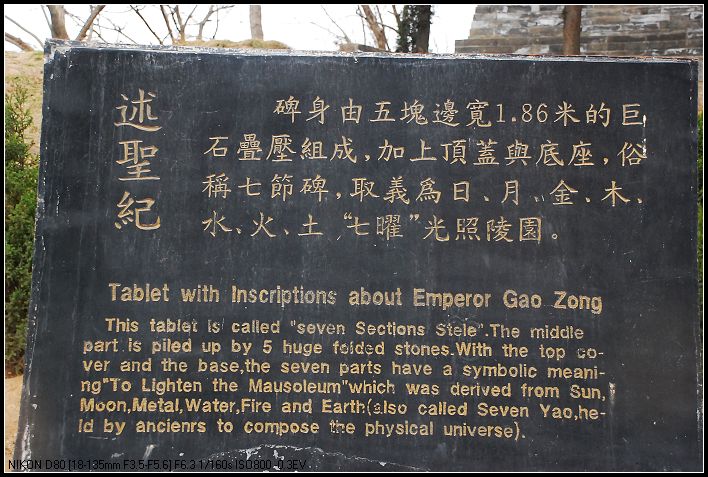 述聖紀
碑身由五塊邊寬1.86米的巨
石疊壓組成，加上頂蓋與底座，俗
稱七節碑，取義為日、月、金、木、
水、火、土“七曜”光照陵園。
Tablet with Inscriptions about Emperor Gao Zong
This tablet is called "seven Sections Stele".The middle
part is piled up by 5 huge folded stones.With the top co-
ver and the base,the seven parts have a symbolic meani-
ng"To Lighten the Mausoleum"which was derived from Sun,
Moon,Metal,Water,Fire and Earth(also called Seven Yao,he-
ld by ancienrs to compose the physical universe).
NIKON D80 [18-135mm F3.5-F5.6] F6.3 1/160s ISO800 -0.3EV